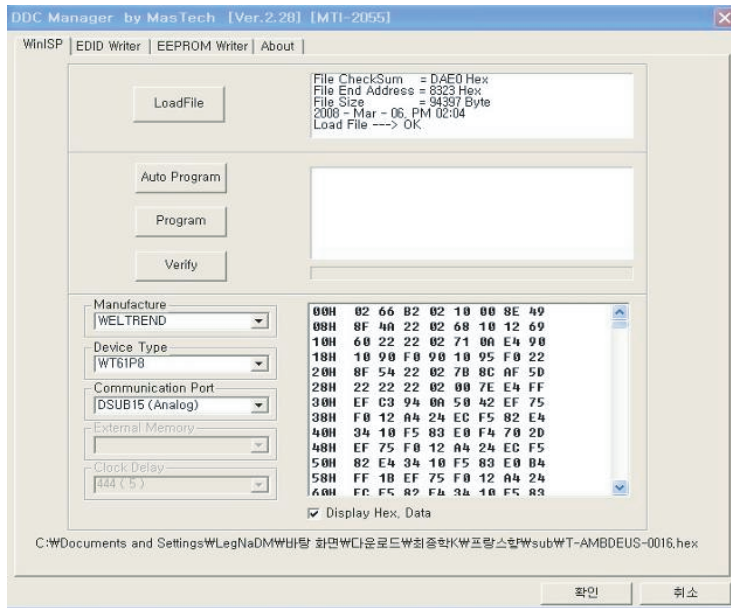 DDC Manager by MasTech [Ver.2.28] [MTI-2055]
WinISP EDID Writer EEPROM Writer About
LoadFile
File CheckSum = DAE0 Hex
File End Address = 8323 Hex
File Size = 94397 Byte
2008 - Mar - 06, PM 02:04
Load File ---> OK
Auto Program
Program
Verify
Manufacture
WELTREND
Device Type
WT61P8
Communication Port
DSUB15 (Analog)
External Memory
Clock Delay
444 ( 5 )
00H 02 66 B2 02 10 00 8E 49
08H 8F 4A 22 02 68 10 12 69
10H 60 22 22 02 71 0A E4 90
18H 10 90 F0 90 10 95 F0 22
20H 8F 54 22 02 7B 8C AF 5D
28H 22 22 22 02 00 7E E4 FF
30H EF C3 94 0A 50 42 EF 75
38H F0 12 A4 24 EC F5 82 E4
40H 34 10 F5 83 E0 F4 70 2D
48H EF 75 F0 12 A4 24 EC F5
50H 82 E4 34 10 F5 83 E0 B4
58H FF 1B EF 75 F0 12 A4 24
60H EC F5 82 E4 34 10 F5 83
Display Hex, Data
C:₩Documents and Settings₩LegNaDM₩바탕 화면₩다운로드₩최종학K₩프랑스향₩sub₩T-AMBDEUS-0016.hex
확인 취소